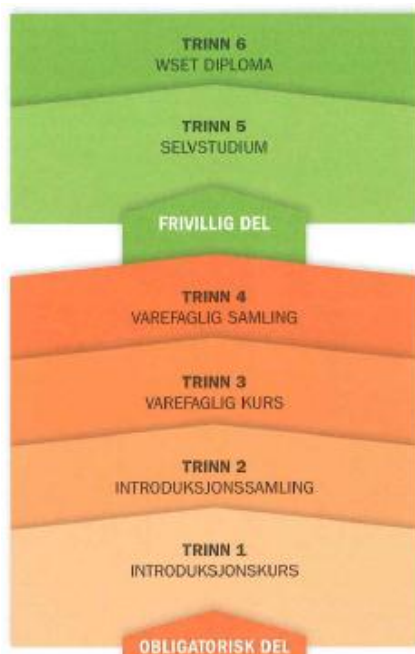 TRINN 6
WSET DIPLOMA
TRINN 5
SELVSTUDIUM
FRIVILLIG DEL
TRINN 4
VAREFAGLIG SAMLING
TRINN 3
VAREFAGLIG KURS
TRINN 2
INTRODUKSJONSSAMLING
TRINN 1
INTRODUKSJONSKURS
OBLIGATORISK DEL